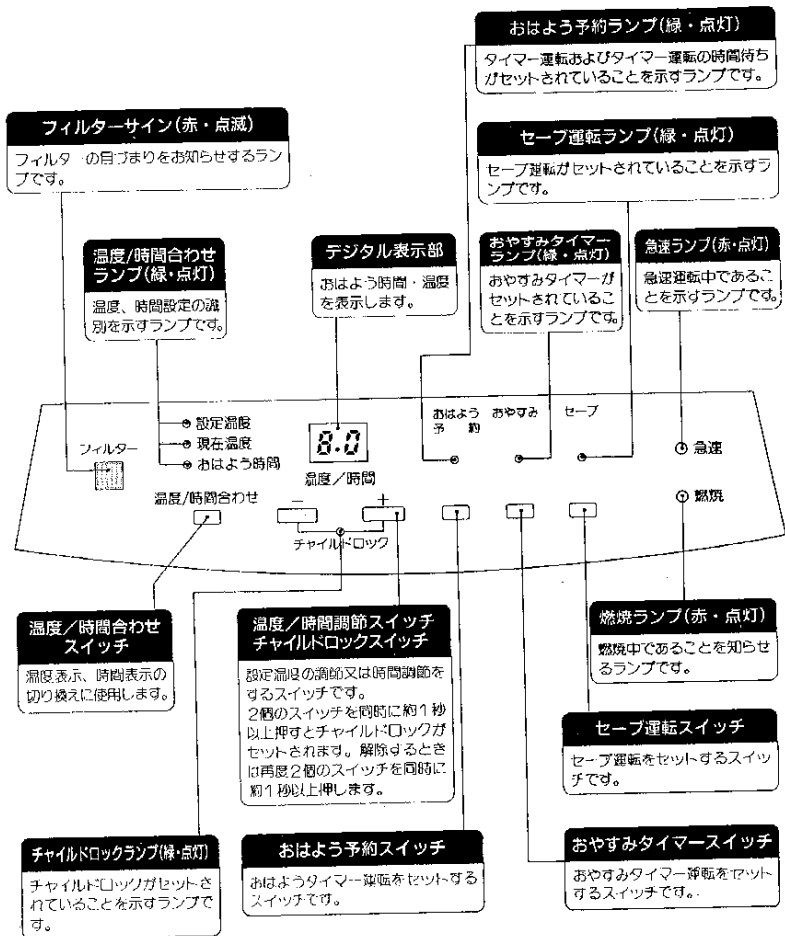 おはよう予約ランプ(緑・点灯)
タイマー運転およびタイマー運転の時間待ち
がセットされていることを示すランプです。
フィルターサイン(赤・点滅)
フィルターの目づまりをお知らせするラン
プです。
セーブ運転ランプ(緑・点灯)
セーブ運転がセットされていることを示すラ
ンプです。
温度/時間合わせ
ランプ(緑・点灯)
温度、時間設定の識
別を示すランプです。
デジタル表示部
おはよう時間・温度
を表示します。
おやすみタイマー
ランプ(緑・点灯)
おやすみタイマーが
セットされているこ
とを示すランプです。
急速ランプ(赤・点灯)
急速運転中であるこ
とを示すランプです。
フィルター
設定温度
現在温度
おはよう時間
8.0
温度/時間
おはよう
予 約
おやすみ
セーブ
急速
燃焼
温度/時間合わせ
−
+
チャイルドロック
温度/時間合わせ
スイッチ
温度表示、時間表示の
切り換えに使用します。
温度/時間調節スイッチ
チャイルドロックスイッチ
設定温度の調節又は時間調節を
するスイッチです。
2個のスイッチを同時に約1秒
以上押すとチャイルドロックが
セットされます。解除するとき
は再度2個のスイッチを同時に
約1秒以上押します。
燃焼ランプ(赤・点灯)
燃焼中であることを知らせ
るランプです。
セーブ運転スイッチ
セーブ運転をセットするスイッ
チです。
チャイルドロックランプ(緑・点灯)
チャイルドロックがセットさ
れていることを示すランプで
す。
おはよう予約スイッチ
おはようタイマー運転をセットする
スイッチです。
おやすみタイマースイッチ
おやすみタイマー運転をセット
するスイッチです。